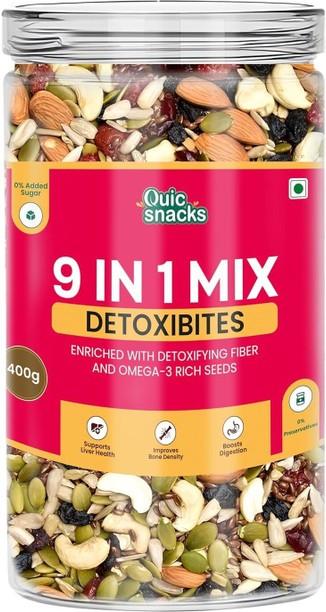 0% Added
Sugar
Quic
snacks
9 IN 1 MIX
DETOXIBITES
ENRICHED WITH DETOXIFYING FIBER
AND OMEGA-3 RICH SEEDS
400g
Supports
Liver Health
Improves
Bone Density
Boosts
Digestion
0%
Preservatives